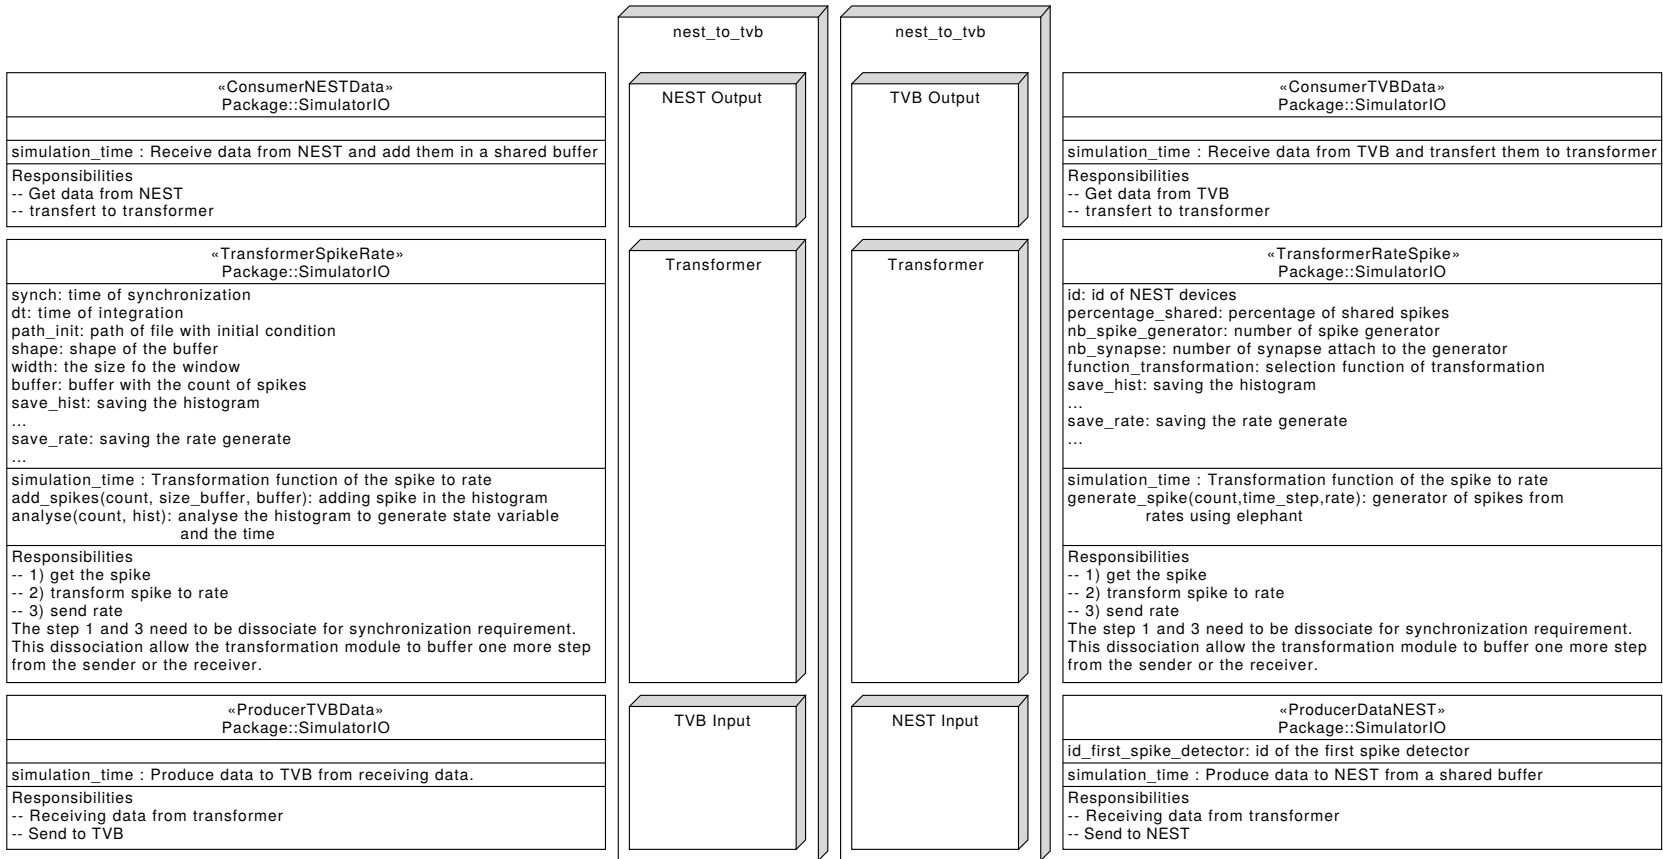 nest_to_tvb
nest_to_tvb
«ConsumerNESTData»
Package::SimulatorIO
simulation_time : Receive data from NEST and add them in a shared buffer
Responsibilities
-- Get data from NEST
-- transfert to transformer
NEST Output
TVB Output
«ConsumerTVBData»
Package::SimulatorIO
simulation_time : Receive data from TVB and transfert them to transformer
Responsibilities
-- Get data from TVB
-- transfert to transformer
«TransformerSpikeRate»
Package::SimulatorIO
synch: time of synchronization
dt: time of integration
path_init: path of file with initial condition
shape: shape of the buffer
width: the size fo the window
buffer: buffer with the count of spikes
save_hist: saving the histogram
...
save_rate: saving the rate generate
...
simulation_time : Transformation function of the spike to rate
add_spikes(count, size_buffer, buffer): adding spike in the histogram
analyse(count, hist): analyse the histogram to generate state variable
and the time
Responsibilities
-- 1) get the spike
-- 2) transform spike to rate
-- 3) send rate
The step 1 and 3 need to be dissociate for synchronization requirement.
This dissociation allow the transformation module to buffer one more step
from the sender or the receiver.
Transformer
Transformer
«TransformerRateSpike»
Package::SimulatorIO
id: id of NEST devices
percentage_shared: percentage of shared spikes
nb_spike_generator: number of spike generator
nb_synapse: number of synapse attach to the generator
function_transformation: selection function of transformation
save_hist: saving the histogram
...
save_rate: saving the rate generate
...
simulation_time : Transformation function of the spike to rate
generate_spike(count,time_step,rate): generator of spikes from
rates using elephant
Responsibilities
-- 1) get the spike
-- 2) transform spike to rate
-- 3) send rate
The step 1 and 3 need to be dissociate for synchronization requirement.
This dissociation allow the transformation module to buffer one more step
from the sender or the receiver.
«ProducerTVBData»
Package::SimulatorIO
simulation_time : Produce data to TVB from receiving data.
Responsibilities
-- Receiving data from transformer
-- Send to TVB
TVB Input
NEST Input
«ProducerDataNEST»
Package::SimulatorIO
id_first_spike_detector: id of the first spike detector
simulation_time : Produce data to NEST from a shared buffer
Responsibilities
-- Receiving data from transformer
-- Send to NEST